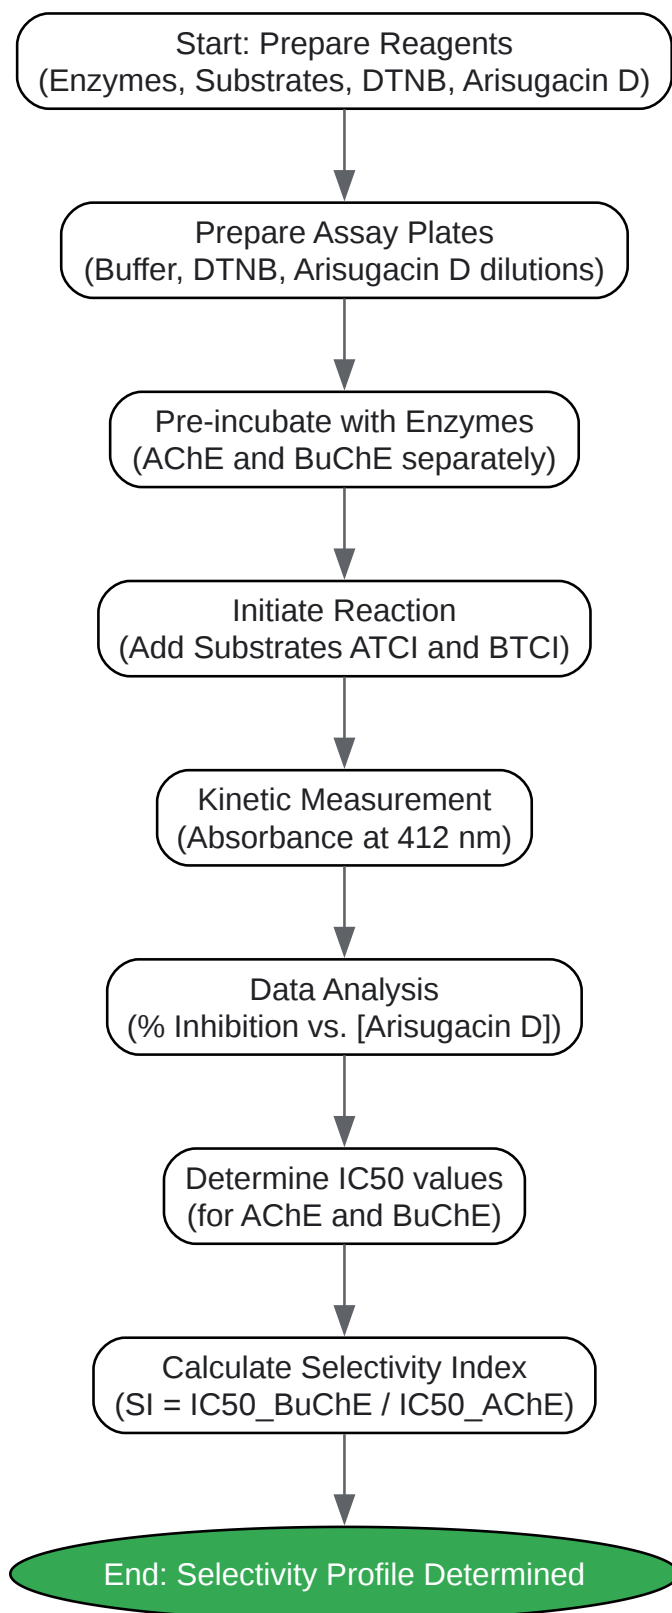 Start: Prepare Reagents
(Enzymes, Substrates, DTNB, Arisugacin D)
Prepare Assay Plates
(Buffer, DTNB, Arisugacin D dilutions)
Pre-incubate with Enzymes
(AChE and BuChE separately)
Initiate Reaction
(Add Substrates ATCI and BTCI)
Kinetic Measurement
(Absorbance at 412 nm)
Data Analysis
(% Inhibition vs. [Arisugacin D])
Determine IC50 values
(for AChE and BuChE)
Calculate Selectivity Index
(SI = IC50_BuChE / IC50_AChE)
End: Selectivity Profile Determined